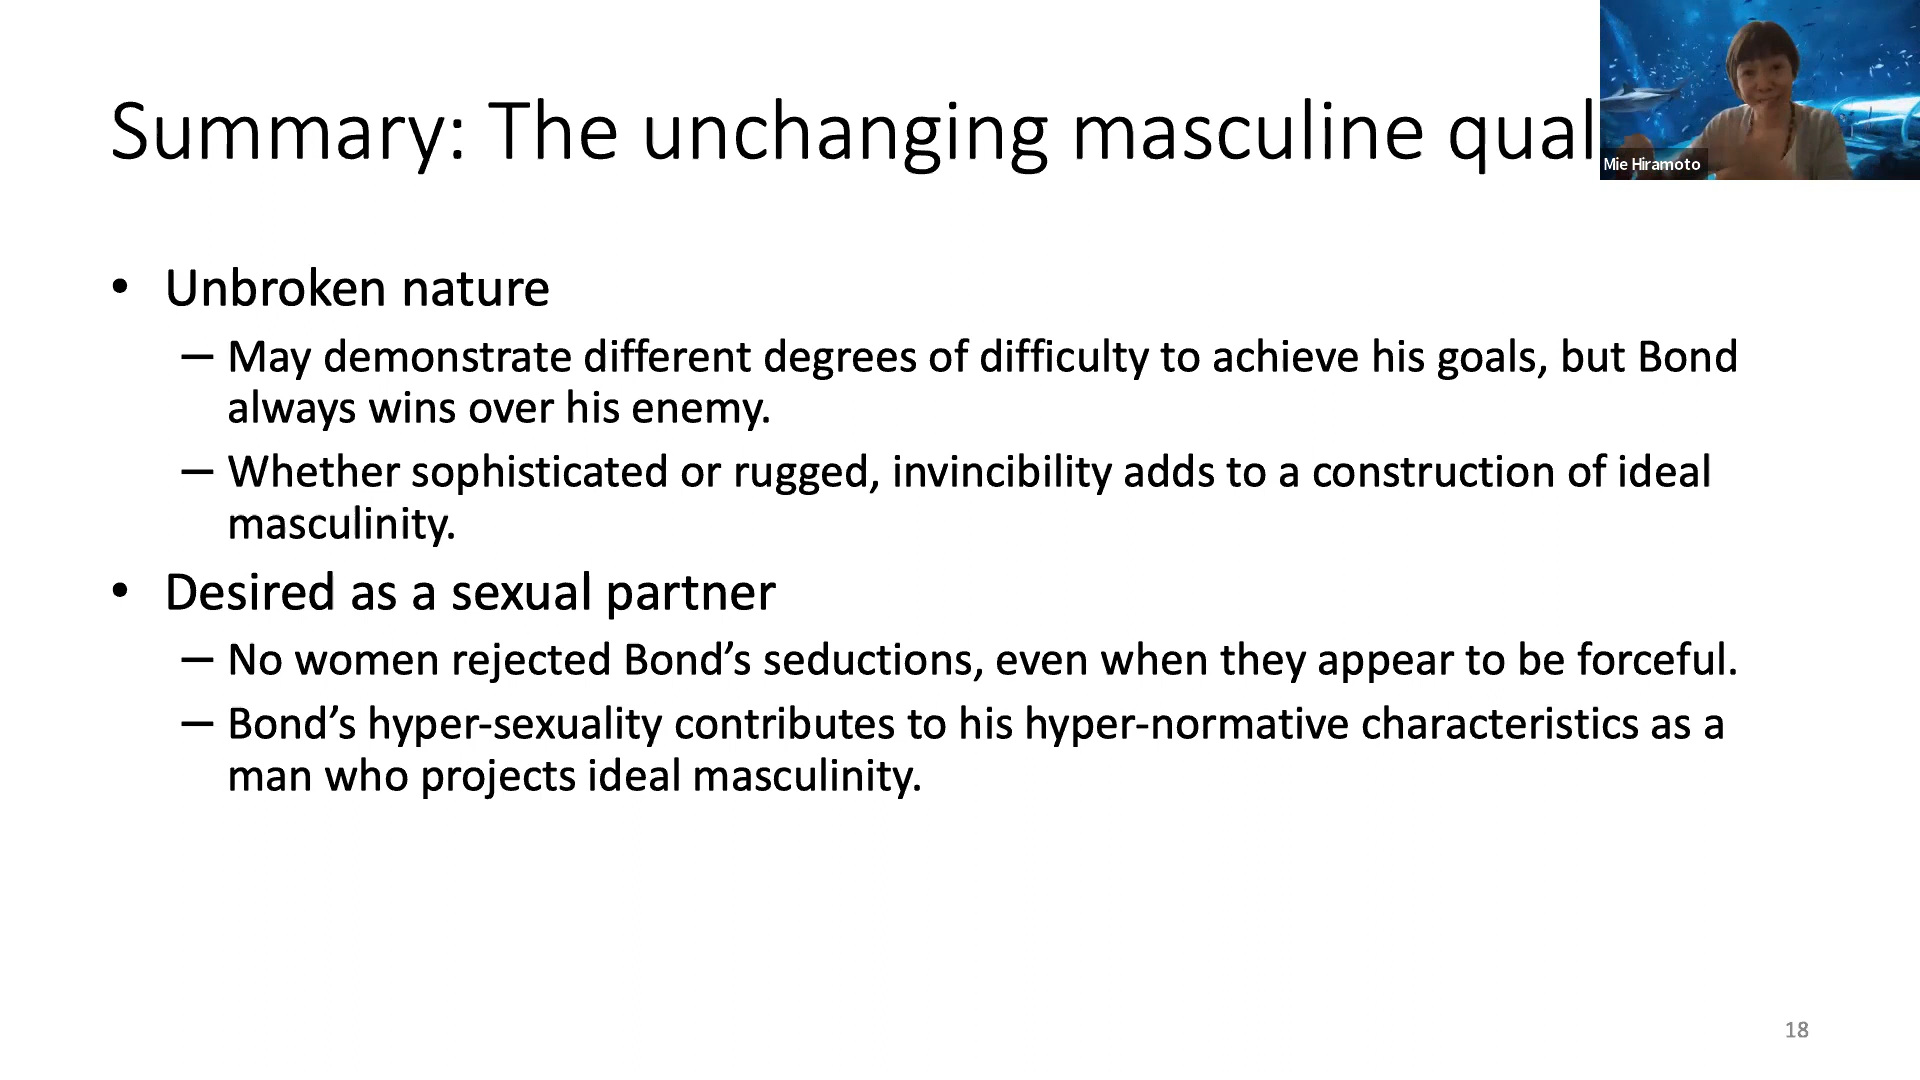 Summary: The unchanging masculine qual
Mie Hiramoto
• Unbroken nature
– May demonstrate different degrees of difficulty to achieve his goals, but Bond
always wins over his enemy.
– Whether sophisticated or rugged, invincibility adds to a construction of ideal
masculinity.
• Desired as a sexual partner
– No women rejected Bond’s seductions, even when they appear to be forceful.
– Bond’s hyper-sexuality contributes to his hyper-normative characteristics as a
man who projects ideal masculinity.
18